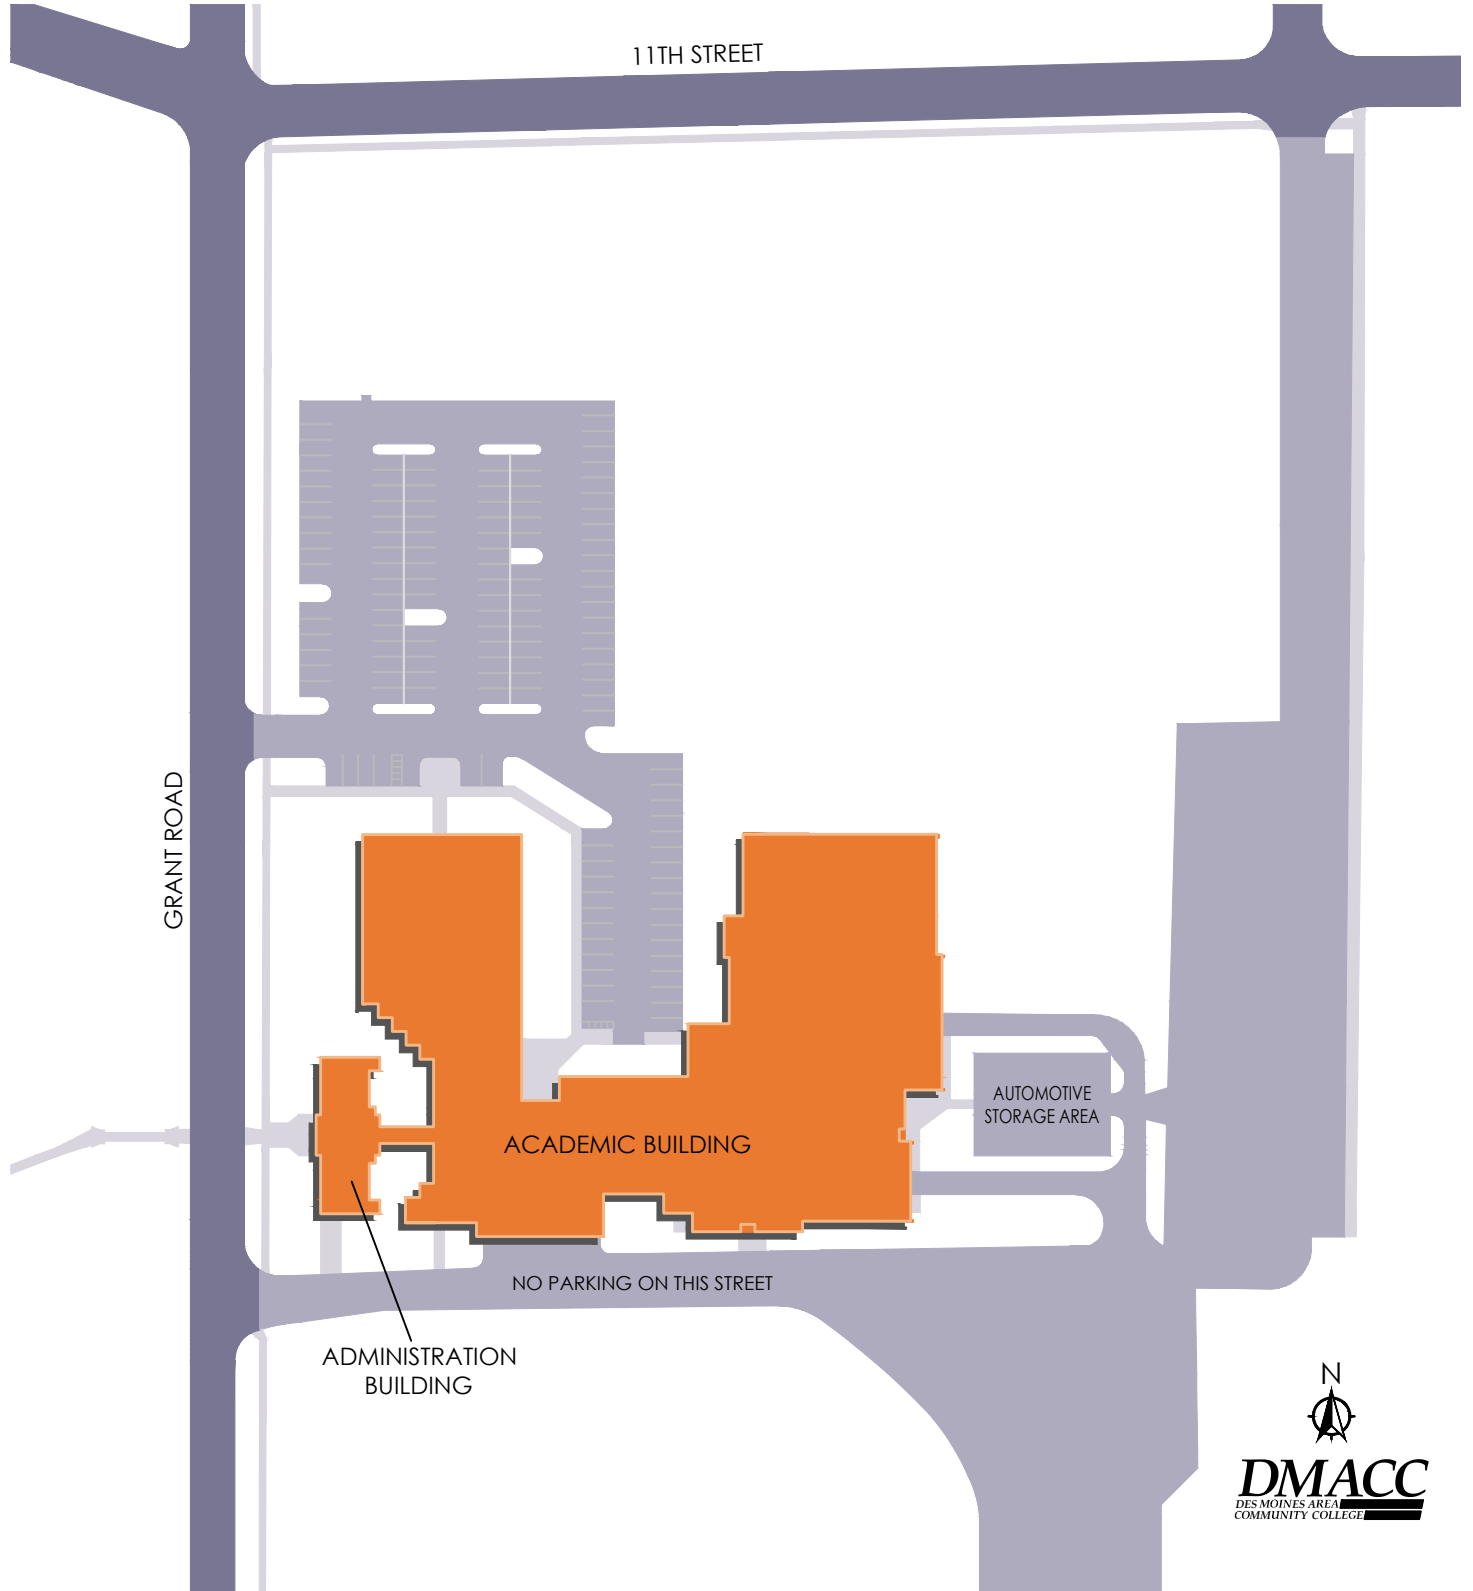 11TH STREET
GRANT ROAD
AUTOMOTIVE
STORAGE AREA
ACADEMIC BUILDING
NO PARKING ON THIS STREET
ADMINISTRATION
BUILDING
N
DMACC
DES MOINES AREA
COMMUNITY COLLEGE